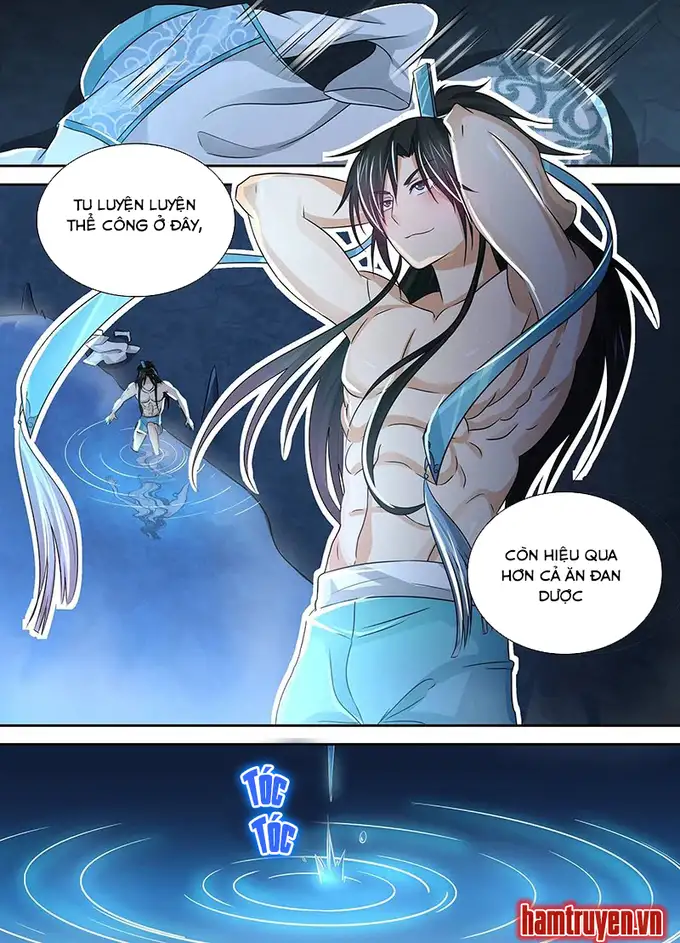 TU LUYỆN LUYỆN
THỂ CÔNG Ở ĐÂY,
CÒN HIỆU QUA
HƠN CẢ ĂN ĐAN
DƯỢC
TÓC
TÓC
hamtruyen.vn